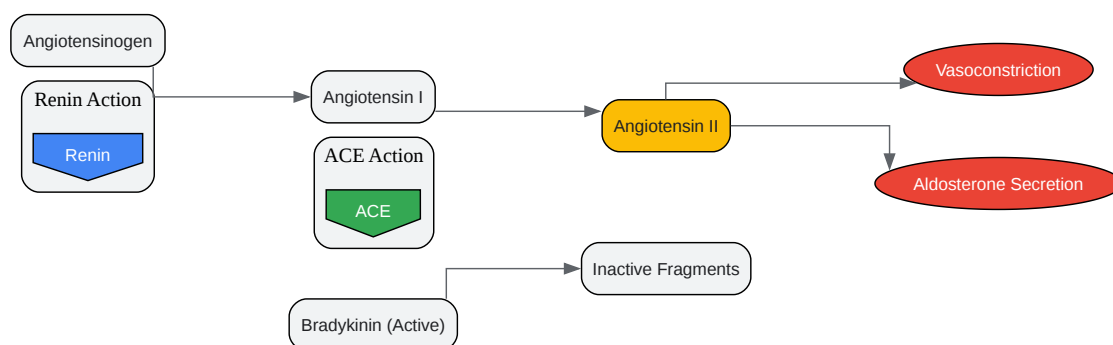 Angiotensinogen
Renin Action
Renin
Angiotensin I
ACE Action
ACE
Angiotensin II
Vasoconstriction
Aldosterone Secretion
Inactive Fragments
Bradykinin (Active)